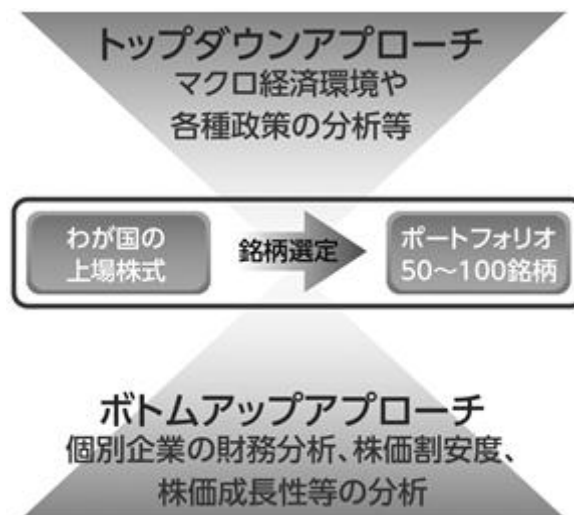 トップダウンアプローチ
マクロ経済環境や
各種政策の分析等
わが国の
上場株式
銘柄選定
ポートフォリオ
50～100銘柄
ボトムアップアプローチ
個別企業の財務分析、株価割安度、
株価成長性等の分析